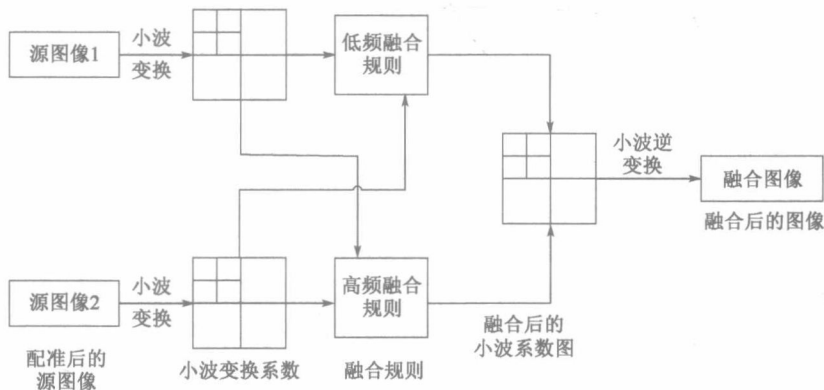 源图像1
小波
变换
低频融合
规则
小波逆
变换
融合图像
融合后的图像
源图像2
小波
变换
高频融合
规则
配准后的
源图像
小波变换系数
融合规则
融合后的
小波系数图